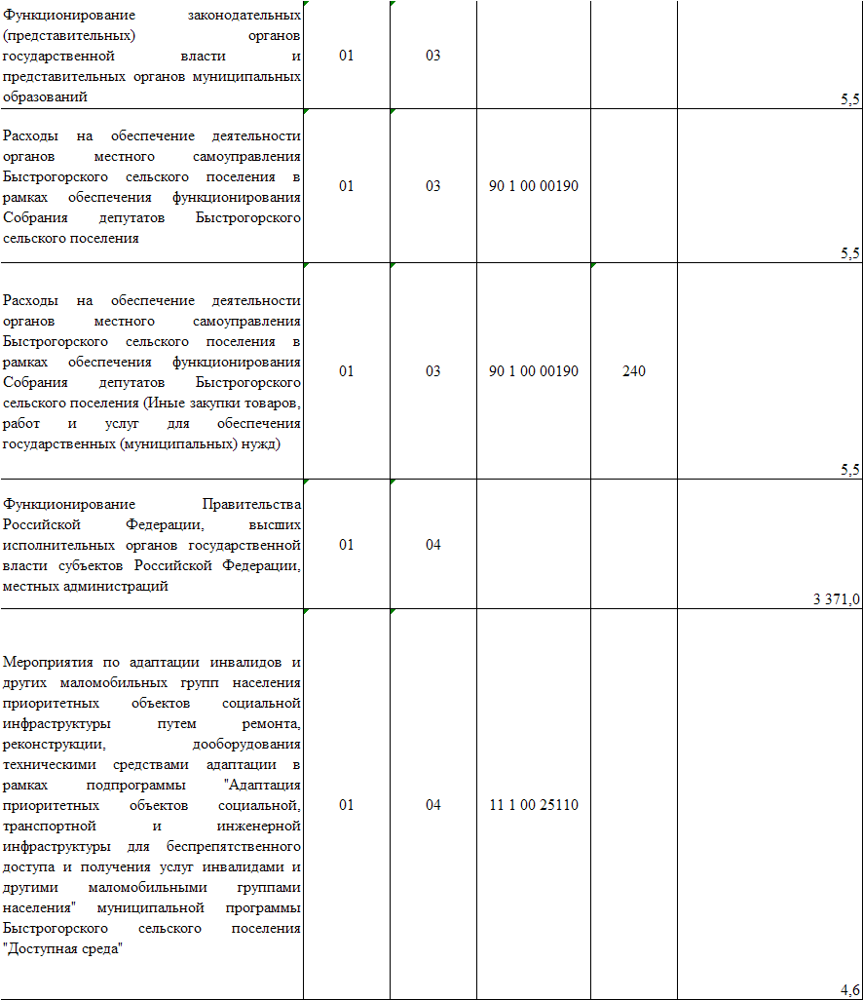 Функционирование законодательных
(представительных) органов
государственной власти и
представительных органов муниципальных
образований
01
03
5,5
Расходы на обеспечение деятельности
органов местного самоуправления
Быстрогорского сельского поселения в
рамках обеспечения функционирования
Собрания депутатов Быстрогорского
сельского поселения
01
03
90 1 00 00190
5,5
Расходы на обеспечение деятельности
органов местного самоуправления
Быстрогорского сельского поселения в
рамках обеспечения функционирования
Собрания депутатов Быстрогорского
сельского поселения (Иные закупки товаров,
работ и услуг для обеспечения
государственных (муниципальных) нужд)
01
03
90 1 00 00190
240
5,5
Функционирование Правительства
Российской Федерации, высших
исполнительных органов государственной
власти субъектов Российской Федерации,
местных администраций
01
04
3 371,0
Мероприятия по адаптации инвалидов и
других маломобильных групп населения
приоритетных объектов социальной
инфраструктуры путем ремонта,
реконструкции, дооборудования
техническими средствами адаптации в
рамках подпрограммы "Адаптация
приоритетных объектов социальной,
транспортной и инженерной
инфраструктуры для беспрепятственного
доступа и получения услуг инвалидами и
другими маломобильными группами
населения" муниципальной программы
Быстрогорского сельского поселения
"Доступная среда"
01
04
11 1 00 25110
4,6